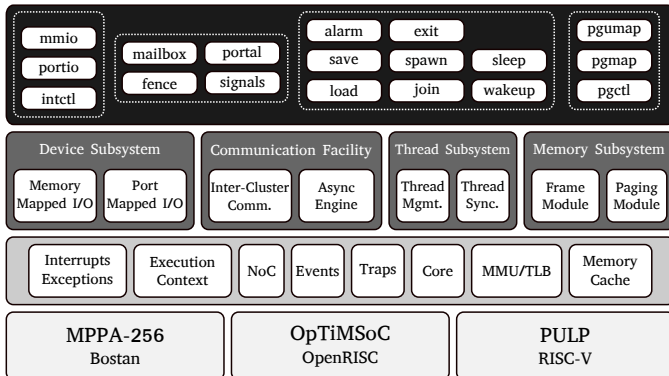 mmio
portio
intctl
mailbox
portal
fence
signals
alarm
exit
save
spawn
sleep
load
join
wakeup
pgumap
pgmap
pgctl
Device Subsystem
Memory
Mapped I/O
Port
Mapped I/O
Communication Facility
Inter-Cluster
Comm.
Async
Engine
Thread Subsystem
Thread
Mgmt.
Thread
Sync.
Memory Subsystem
Frame
Module
Paging
Module
Interrupts
Exceptions
Execution
Context
NoC
Events
Traps
Core
MMU/TLB
Memory
Cache
MPPA-256
Bostan
OpTiMSoC
OpenRISC
PULP
RISC-V